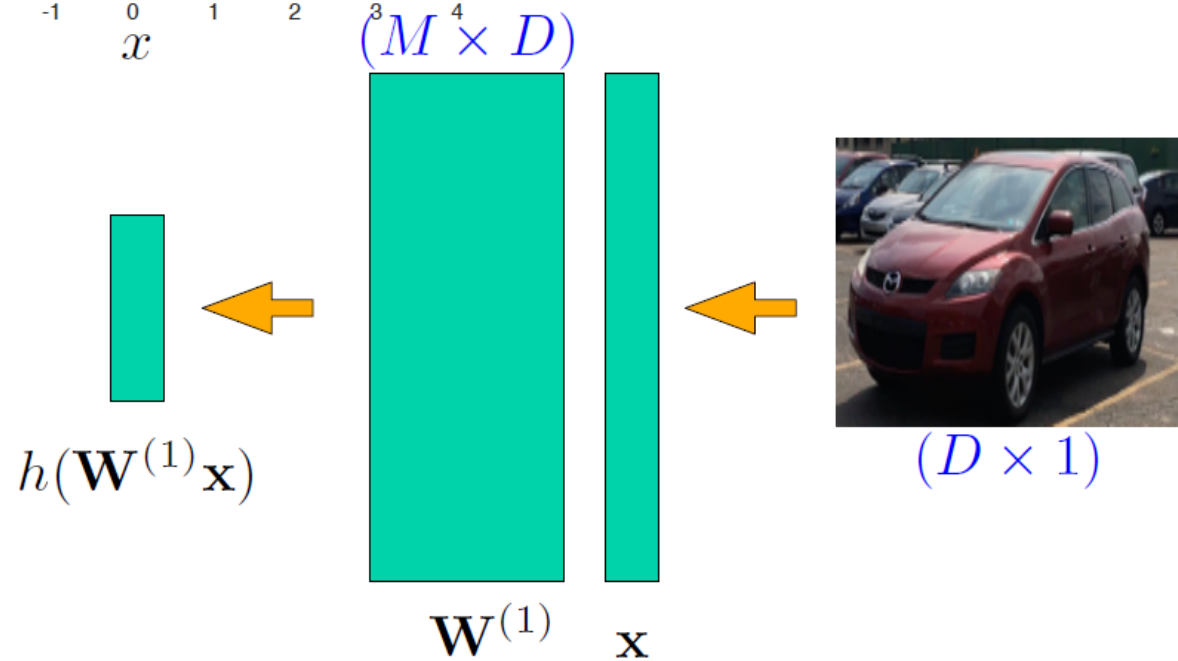 -1 0 1 2 3 4
x
(M × D)
h(W⁽¹⁾x)
W⁽¹⁾
x
(D × 1)